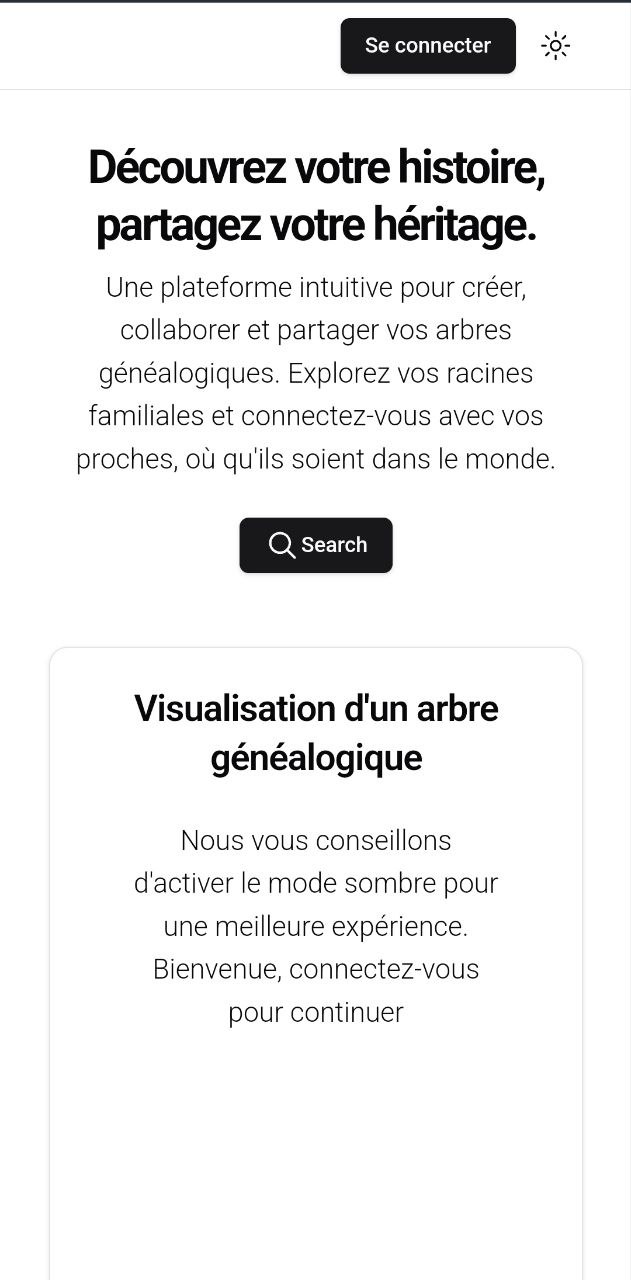 Se connecter
Découvrez votre histoire,
partagez votre héritage.
Une plateforme intuitive pour créer,
collaborer et partager vos arbres
généalogiques. Explorez vos racines
familiales et connectez-vous avec vos
proches, où qu'ils soient dans le monde.
Search
Visualisation d'un arbre
généalogique
Nous vous conseillons
d'activer le mode sombre pour
une meilleure expérience.
Bienvenue, connectez-vous
pour continuer